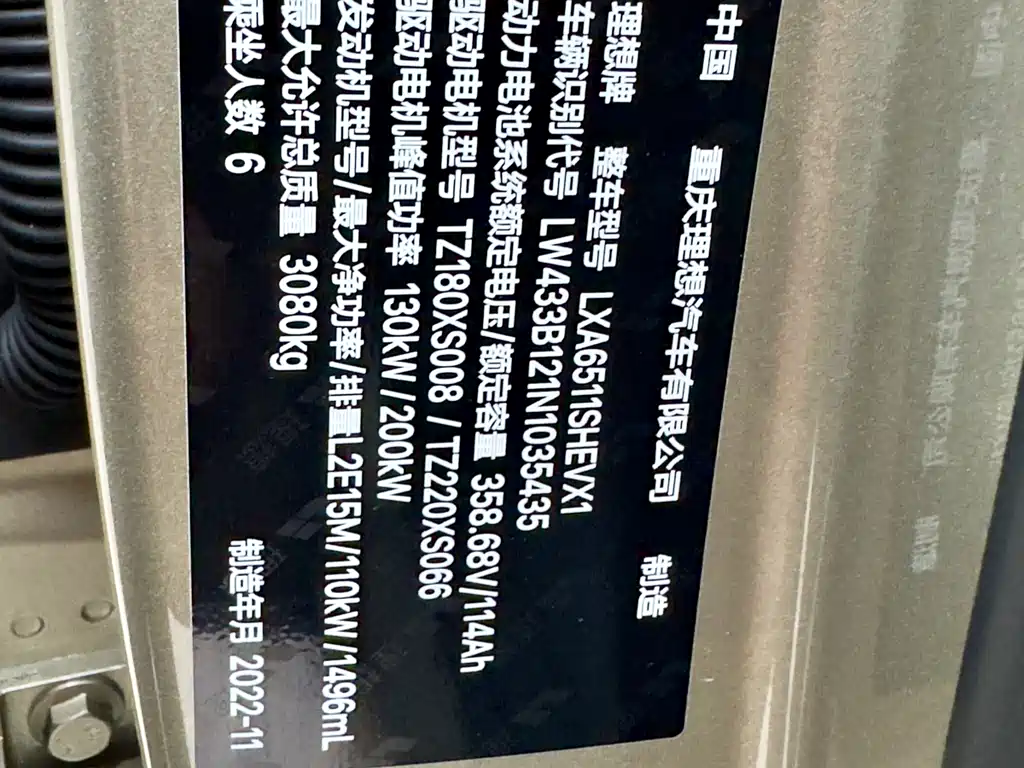 中国 重庆理想汽车有限公司 制造
理想牌 整车型号 LXA6511SHEVX1
车辆识别代号 LW433B121N1035435
动力电池系统额定电压/额定容量 358.68V/114Ah
驱动电机型号 TZ180XS008 / TZ220XS066
驱动电机峰值功率 130kW / 200kW
发动机型号/最大净功率/排量L2E15M/110kW/1496mL
最大允许总质量 3080kg
乘坐人数 6 制造年月 2022-11